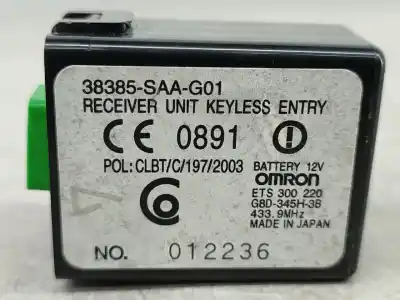 38385-SAA-G01
RECEIVER UNIT KEYLESS ENTRY
CE 0891
POL: CLBT/C/197/2003
BATTERY 12V
OMRON
ETS 300 220
G8D-345H-38
433.9MHz
MADE IN JAPAN
NO. 012236